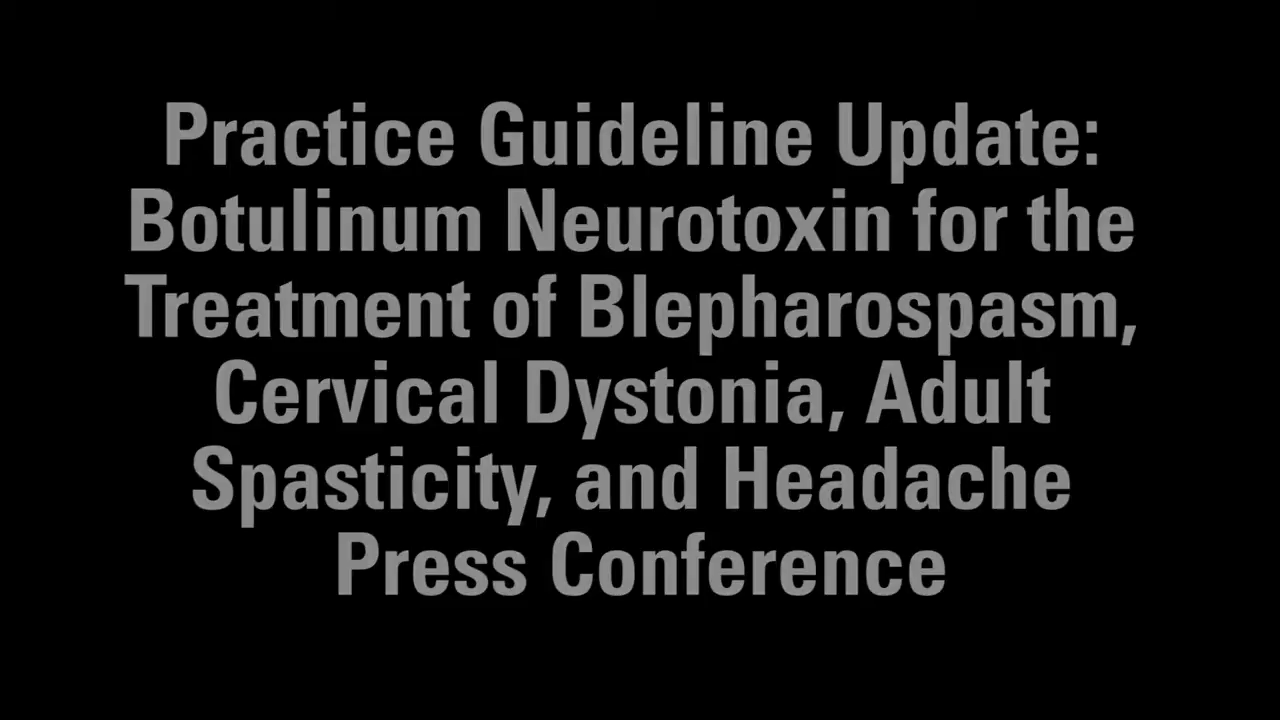 Practice Guideline Update:
Botulinum Neurotoxin for the
Treatment of Blepharospasm,
Cervical Dystonia, Adult
Spasticity, and Headache
Press Conference